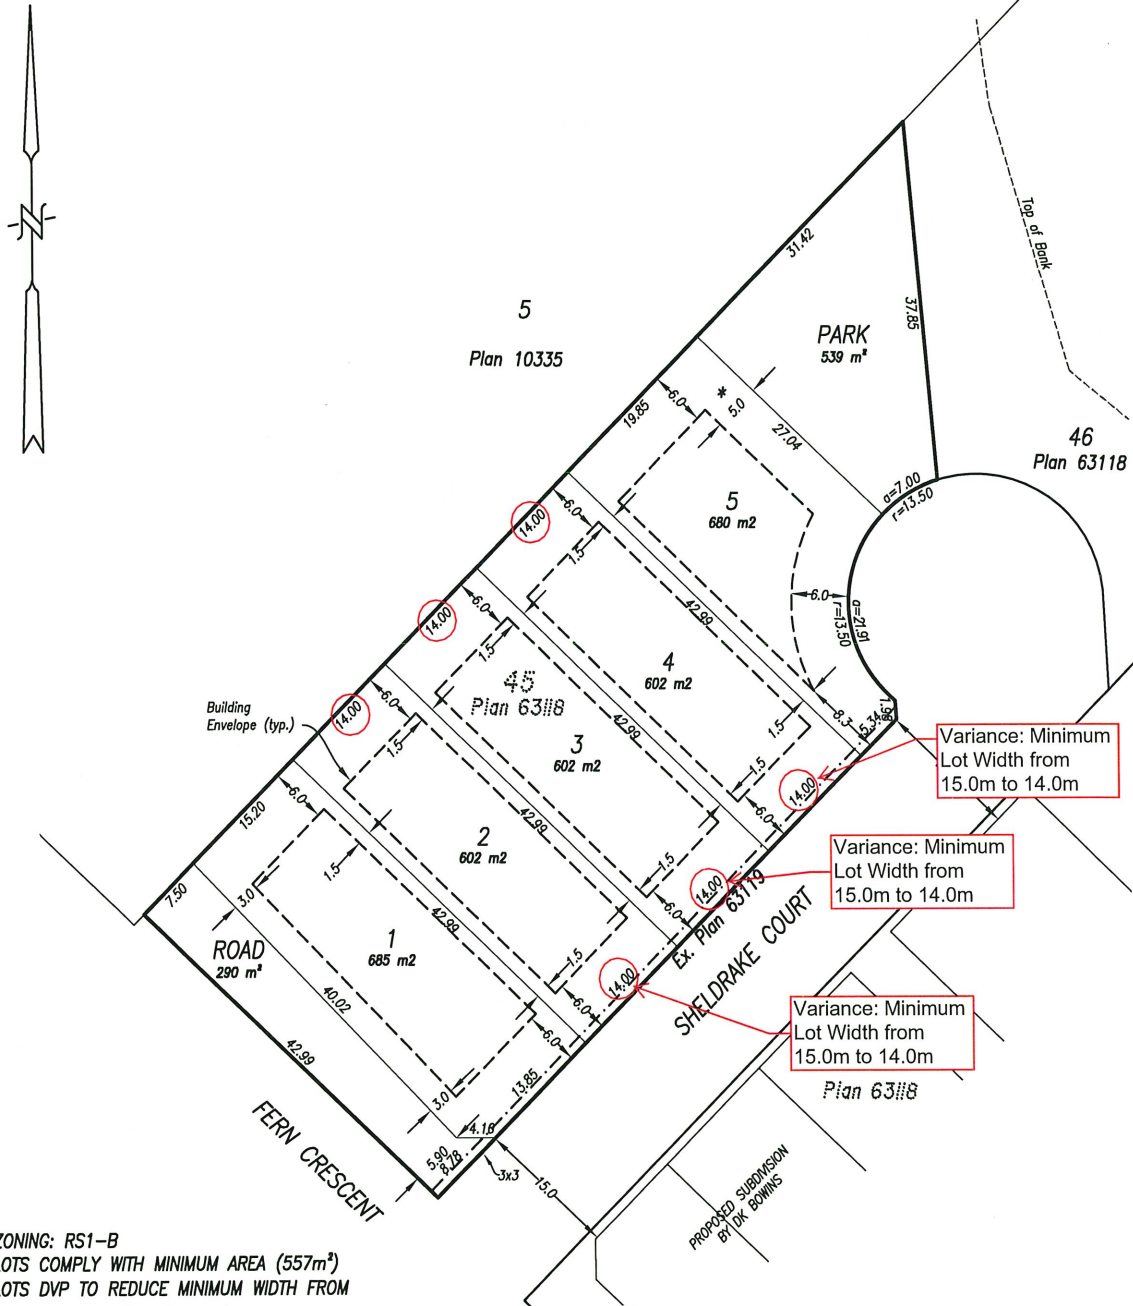 N
Top of Bank
31.42
37.85
5
Plan 10335
PARK
539 m²
46
Plan 63118
19.85
6.0
*
5.0
27.04
a=7.00
r=13.50
5
680 m2
14.00
6.0
1.5
6.0
a=21.91
r=13.50
42.99
14.00
6.0
1.5
4
602 m2
45
Plan 63118
8.3
5.34
1.98
Building
Envelope (typ.)
14.00
6.0
1.5
42.99
3
602 m2
1.5
1.5
14.00
6.0
Variance: Minimum
Lot Width from
15.0m to 14.0m
15.20
6.0
42.99
2
602 m2
1.5
14.00
6.0
Variance: Minimum
Lot Width from
15.0m to 14.0m
7.50
3.0
1.5
42.99
ROAD
290 m²
1
685 m2
1.5
14.00
6.0
Ex. Plan 63119
SHELDRAKE COURT
Variance: Minimum
Lot Width from
15.0m to 14.0m
40.02
42.99
6.0
13.85
3.0
4.16
5.90
8.78
3x3
15.0
FERN CRESCENT
Plan 63118
PROPOSED SUBDIVISION
BY DK BOWINS
ZONING: RS1-B
LOTS COMPLY WITH MINIMUM AREA (557m²)
LOTS DVP TO REDUCE MINIMUM WIDTH FROM